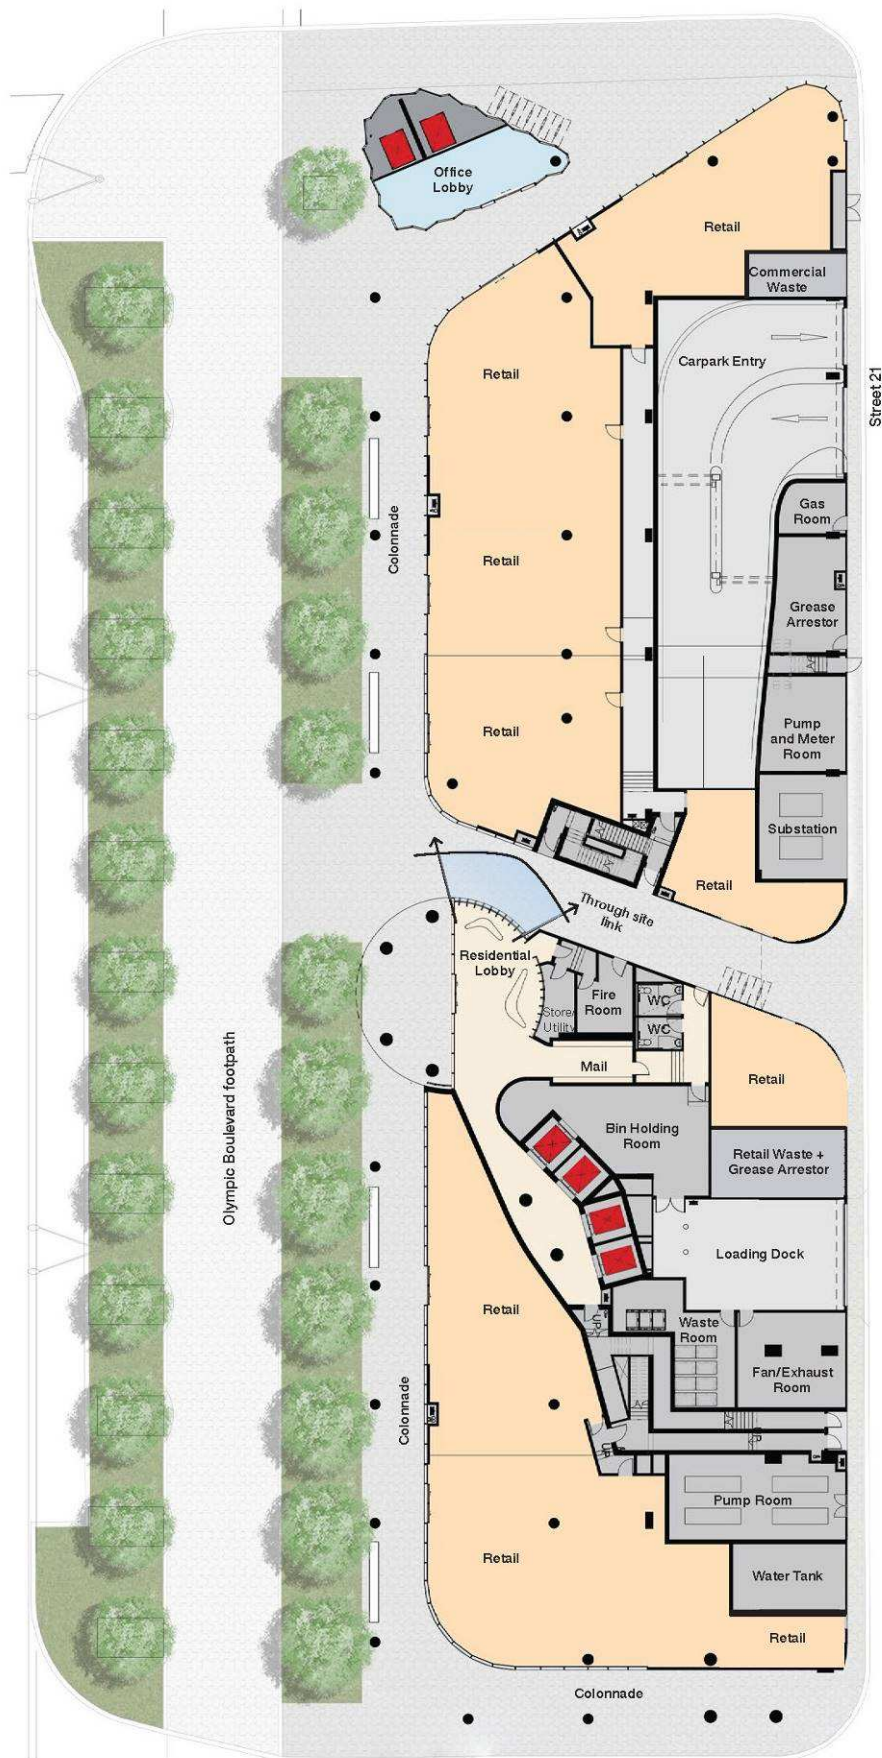 Office
Lobby
Retail
Commercial
Waste
Retail
Carpark Entry
Street 21
Gas
Room
Colonnade
Retail
Grease
Arrestor
Retail
Pump
and Meter
Room
Substation
Retail
Through site
link
Residential
Lobby
Fire
Room
WC
Store/
Utility
WC
Mail
Retail
Olympic Boulevard footpath
Bin Holding
Room
Retail Waste +
Grease Arrestor
Loading Dock
Retail
UP
Waste
Room
Fan/Exhaust
Room
Colonnade
UP
Pump Room
Retail
Water Tank
Retail
Colonnade